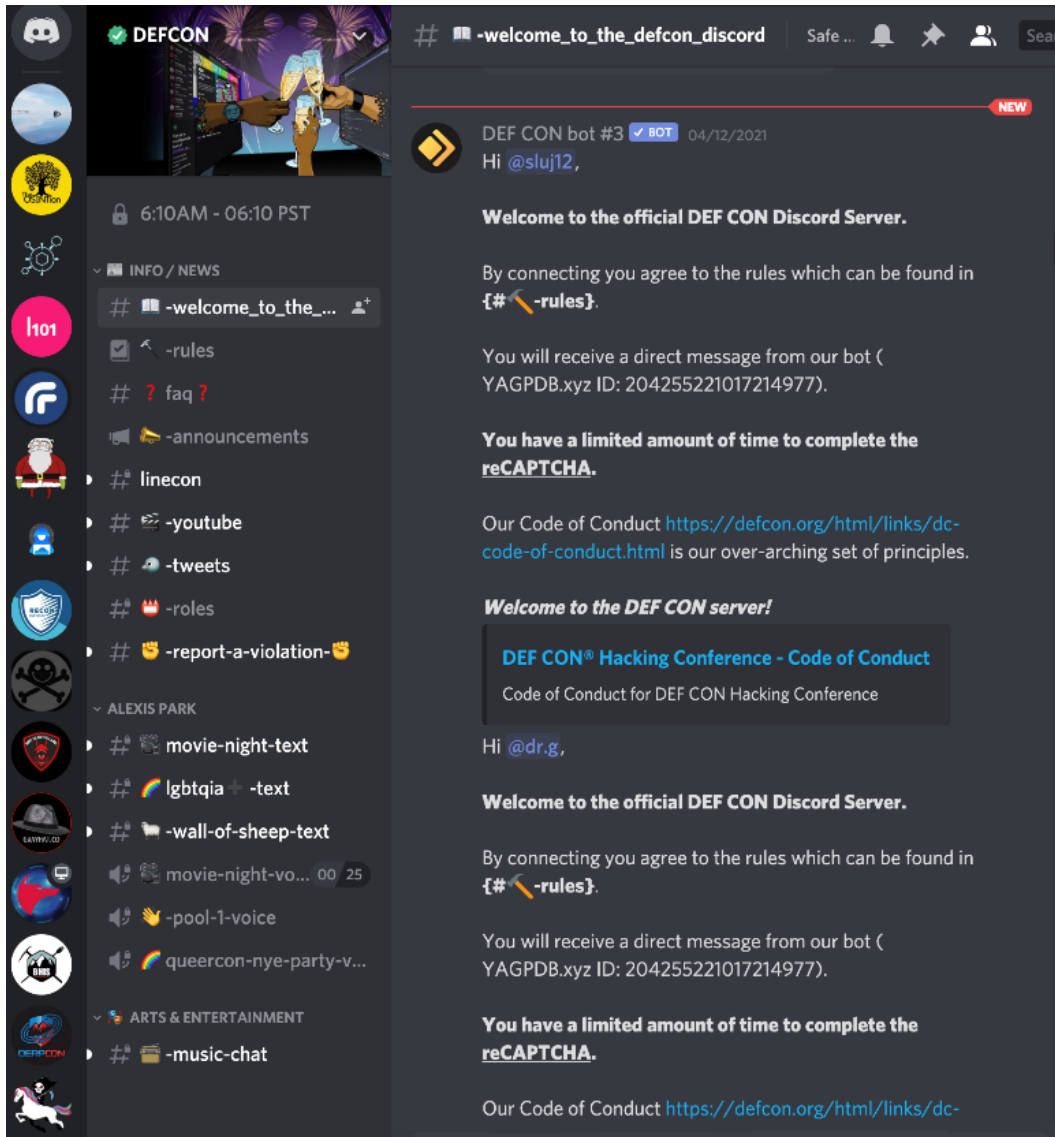 DEFCON
6:10AM - 06:10 PST
INFO / NEWS
-welcome_to_the_...
-rules
❓ faq ❓
-announcements
linecon
-youtube
-tweets
-roles
-report-a-violation-
ALEXIS PARK
movie-night-text
lgbtqia➕-text
-wall-of-sheep-text
movie-night-vo... 00 25
-pool-1-voice
queercon-nye-party-v...
ARTS & ENTERTAINMENT
-music-chat
l101
RECON
GRAYHAT.CO
BHIS
DERPCON
# 📖 -welcome_to_the_defcon_discord
Safe ...
Sear
NEW
DEF CON bot #3 ✓ BOT 04/12/2021
Hi @sluj12,
Welcome to the official DEF CON Discord Server.
By connecting you agree to the rules which can be found in
{#🔨-rules}.
You will receive a direct message from our bot (
YAGPDB.xyz ID: 204255221017214977).
You have a limited amount of time to complete the
reCAPTCHA.
Our Code of Conduct https://defcon.org/html/links/dc-
code-of-conduct.html is our over-arching set of principles.
Welcome to the DEF CON server!
DEF CON® Hacking Conference - Code of Conduct
Code of Conduct for DEF CON Hacking Conference
Hi @dr.g,
Welcome to the official DEF CON Discord Server.
By connecting you agree to the rules which can be found in
{#🔨-rules}.
You will receive a direct message from our bot (
YAGPDB.xyz ID: 204255221017214977).
You have a limited amount of time to complete the
reCAPTCHA.
Our Code of Conduct https://defcon.org/html/links/dc-